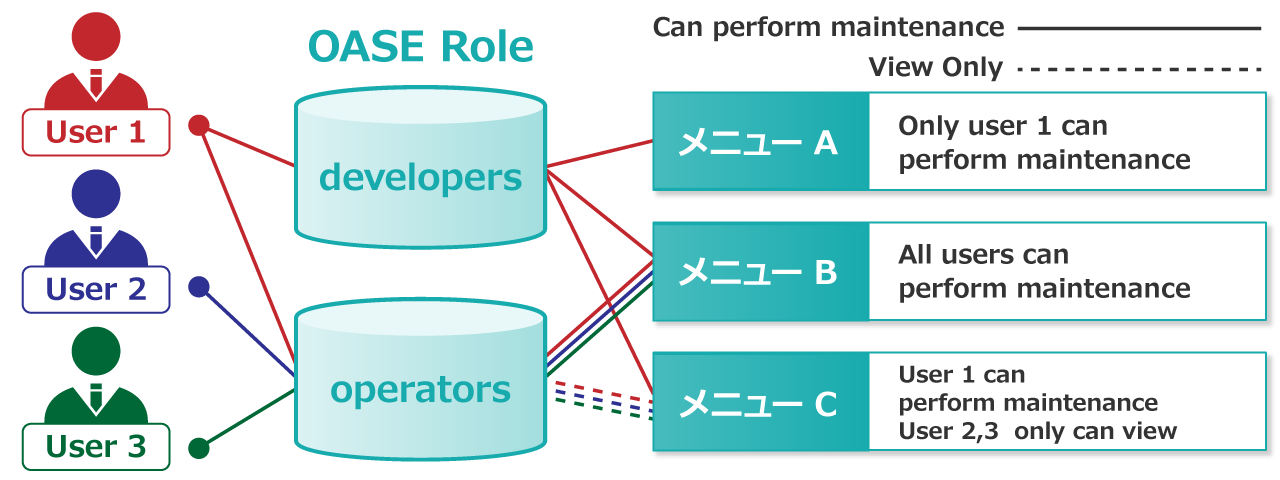 OASE Role
Can perform maintenance
View Only
User 1
User 2
User 3
developers
operators
メニュー A
Only user 1 can
perform maintenance
メニュー B
All users can
perform maintenance
メニュー C
User 1 can
perform maintenance
User 2,3 only can view